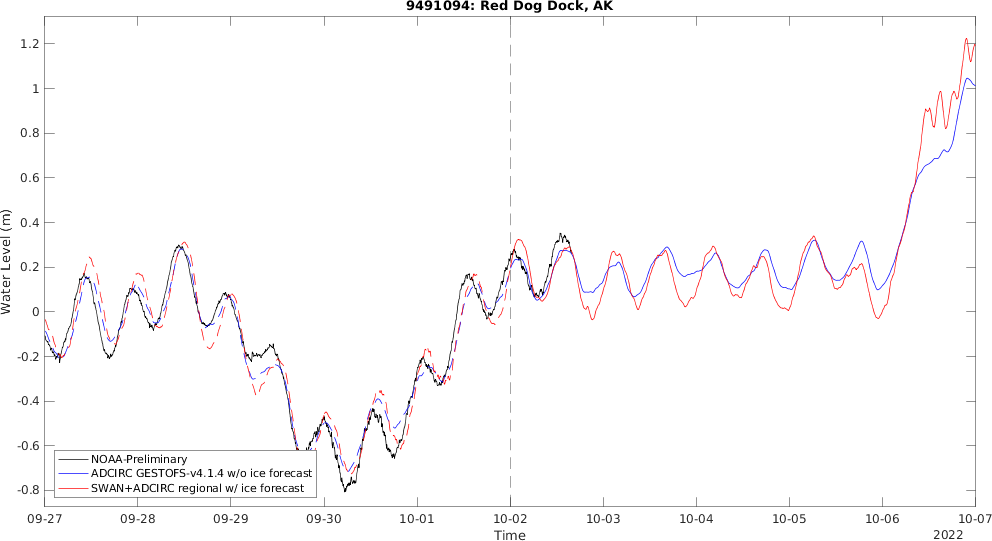 9491094: Red Dog Dock, AK
Water Level (m)
1.2
1
0.8
0.6
0.4
0.2
0
-0.2
-0.4
-0.6
-0.8
NOAA-Preliminary
ADCIRC GESTOFS-v4.1.4 w/o ice forecast
SWAN+ADCIRC regional w/ ice forecast
09-27 09-28 09-29 09-30 10-01 10-02 10-03 10-04 10-05 10-06 10-07
Time
2022